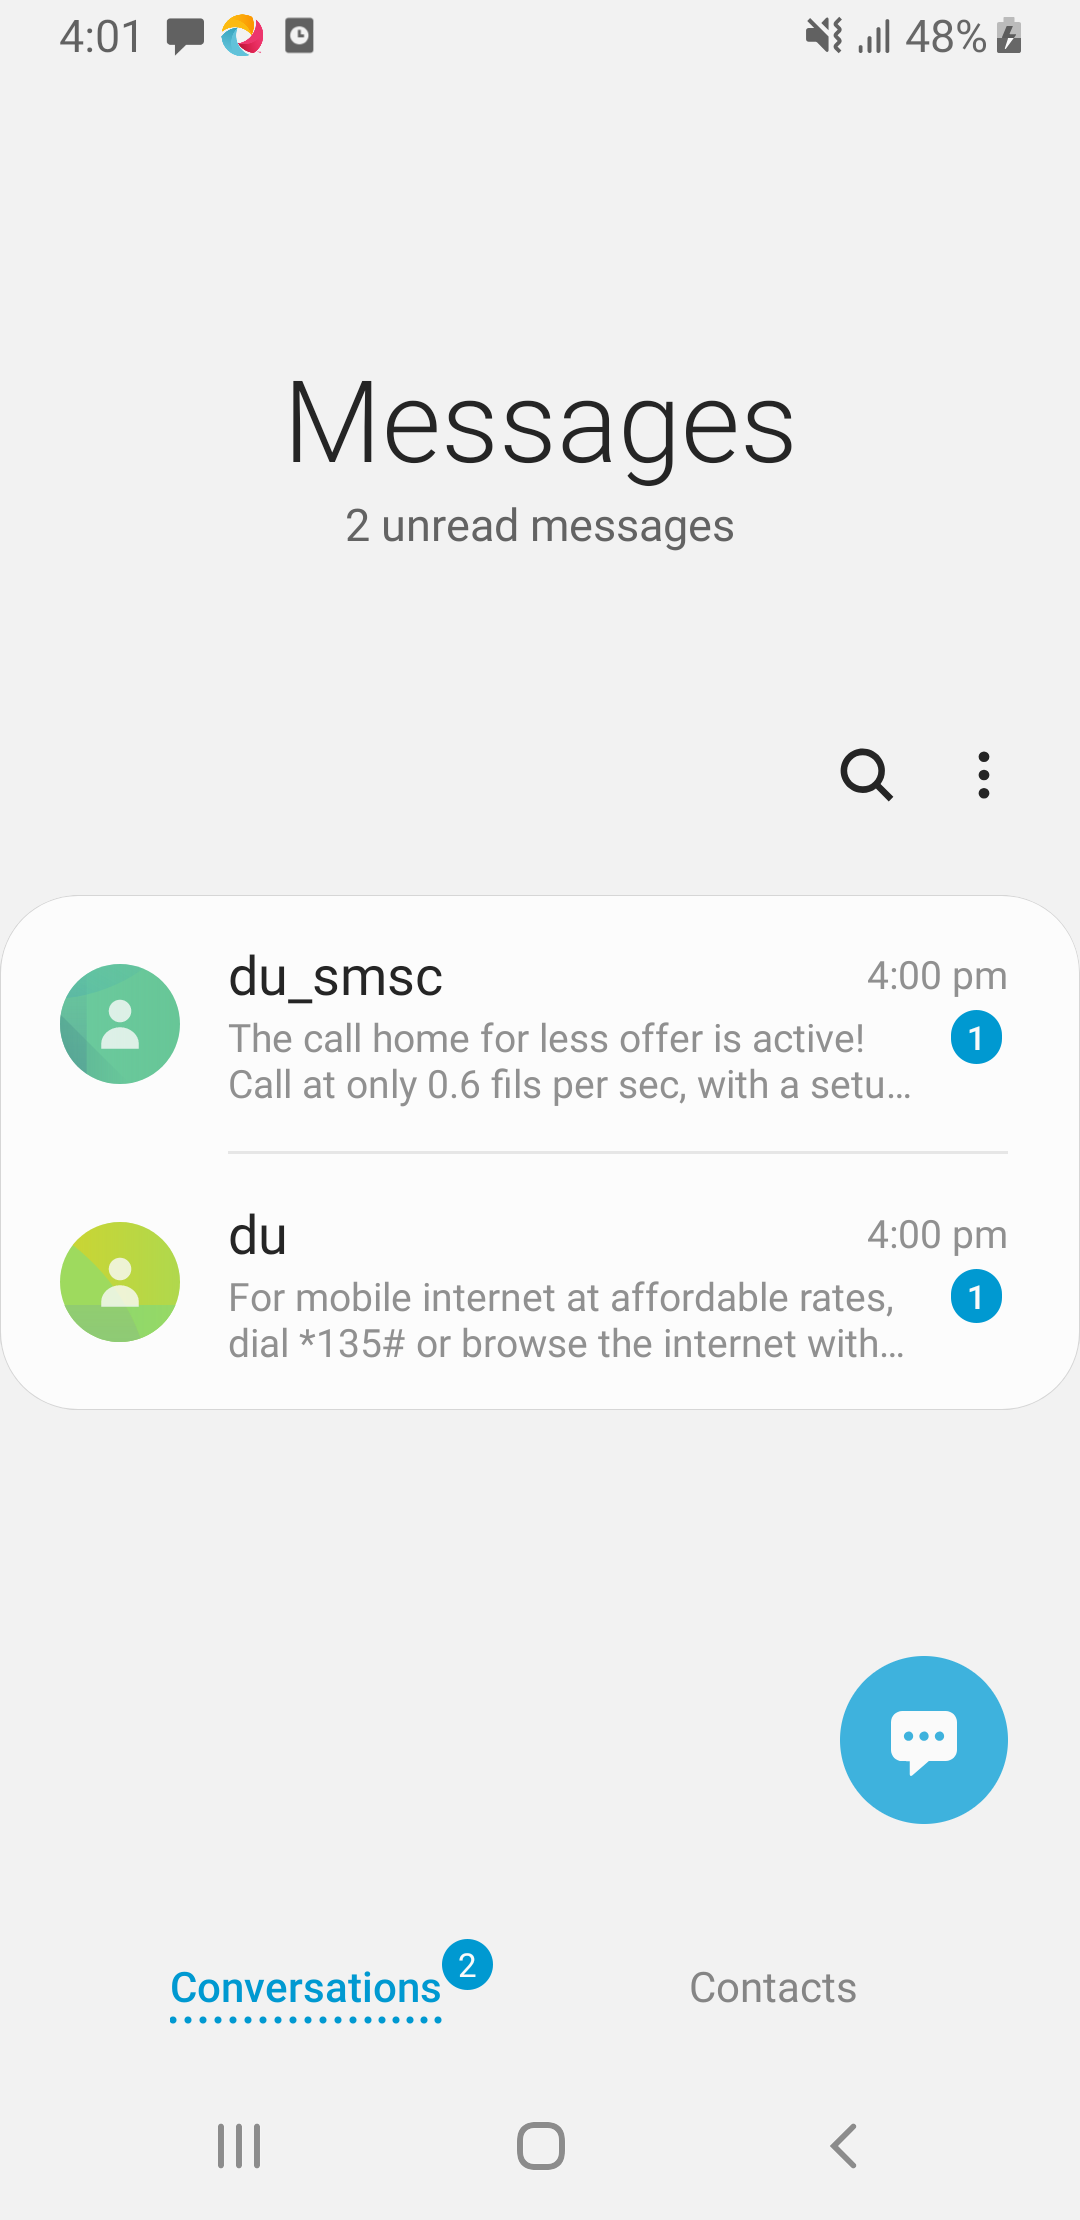 4:01
48%
Messages
2 unread messages
du_smsc
4:00 pm
The call home for less offer is active!
1
Call at only 0.6 fils per sec, with a setu...
du
4:00 pm
For mobile internet at affordable rates,
1
dial *135# or browse the internet with...
Conversations
2
Contacts